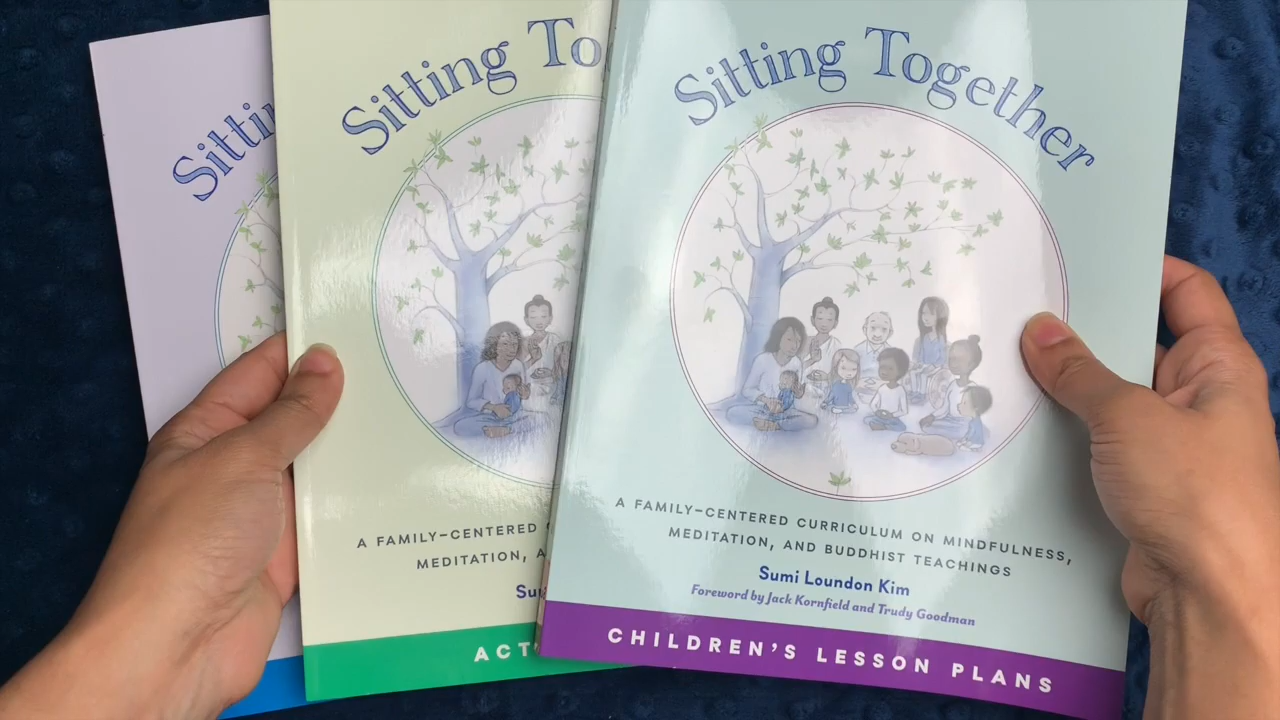 Sitti
Sitting To
A FAMILY-CENTERED
MEDITATION,
ACT
Sitting Together
A FAMILY-CENTERED CURRICULUM ON MINDFULNESS,
MEDITATION, AND BUDDHIST TEACHINGS
Sumi Loundon Kim
Foreword by Jack Kornfield and Trudy Goodman
CHILDREN'S LESSON PLANS